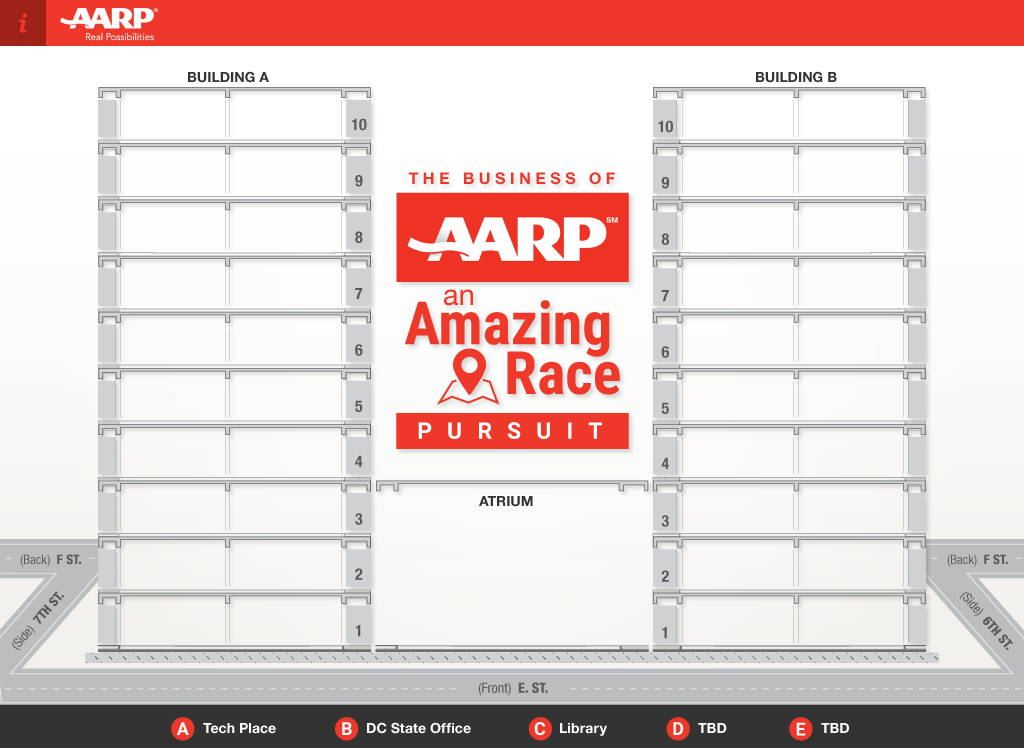 i
AARP®
Real Possibilities
BUILDING A
BUILDING B
10
10
9
9
8
8
7
7
6
6
5
5
4
4
3
3
2
2
1
1
THE BUSINESS OF
AARP℠
an
Amazing
Race
PURSUIT
ATRIUM
(Back) F ST.
(Back) F ST.
(Side) 7TH ST.
(Side) 6TH ST.
(Front) E. ST.
A Tech Place
B DC State Office
C Library
D TBD
E TBD